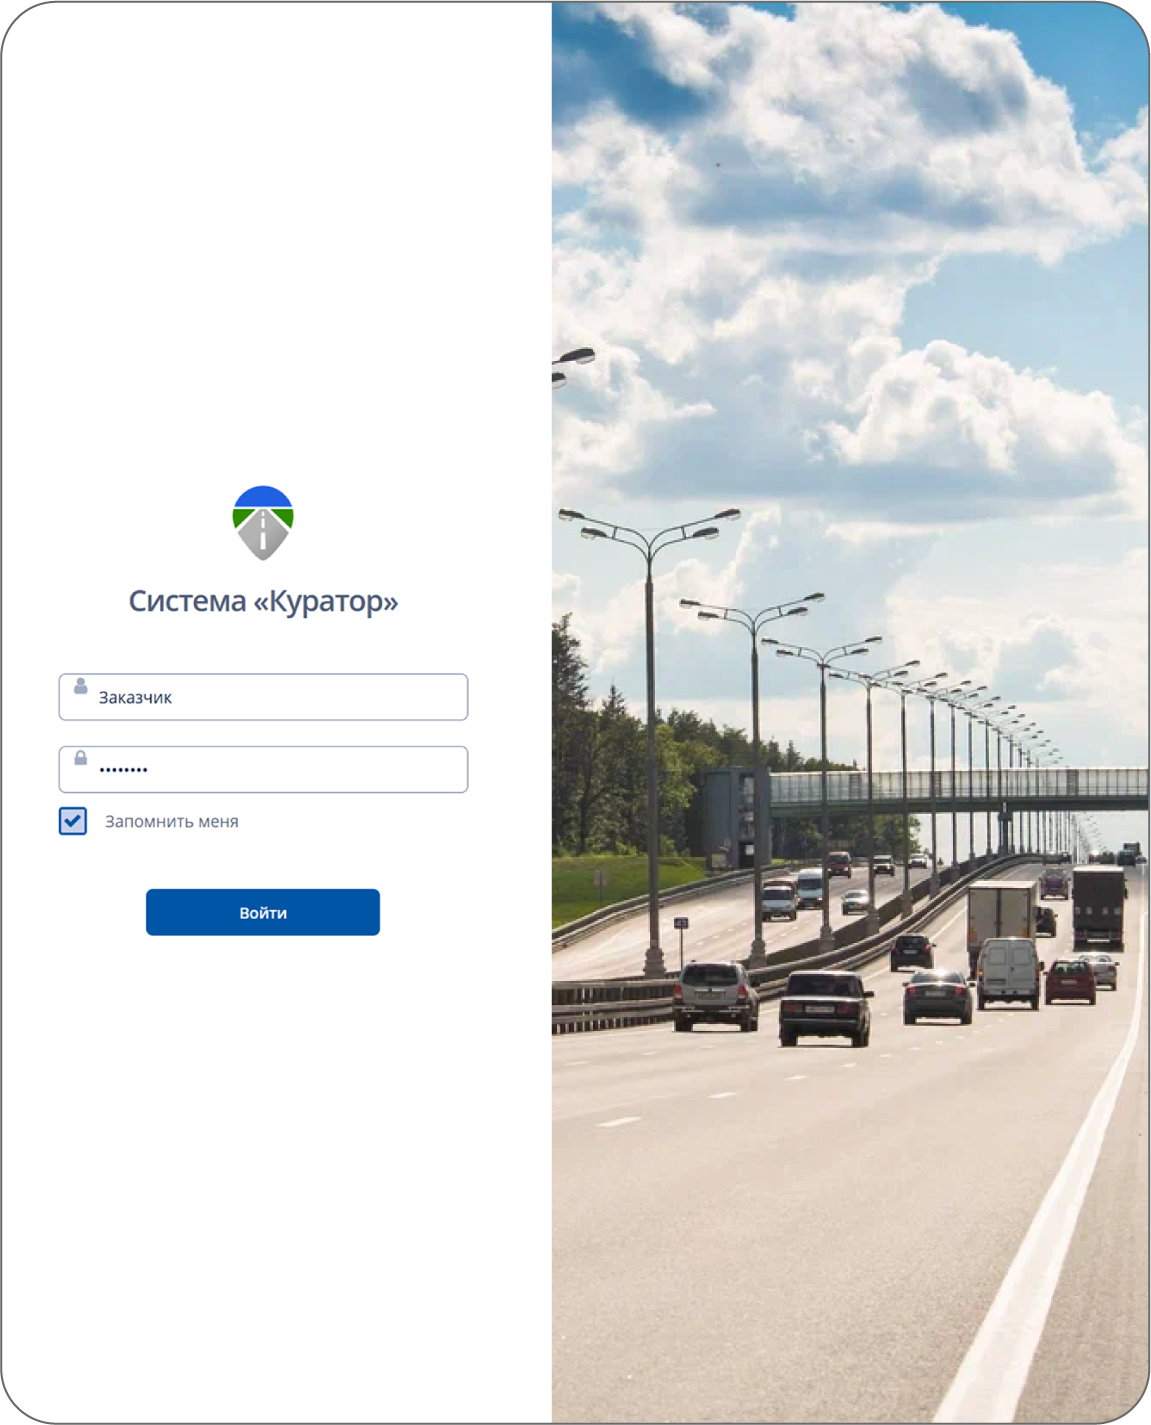 Система «Куратор»
Заказчик
••••••••
Запомнить меня
Войти